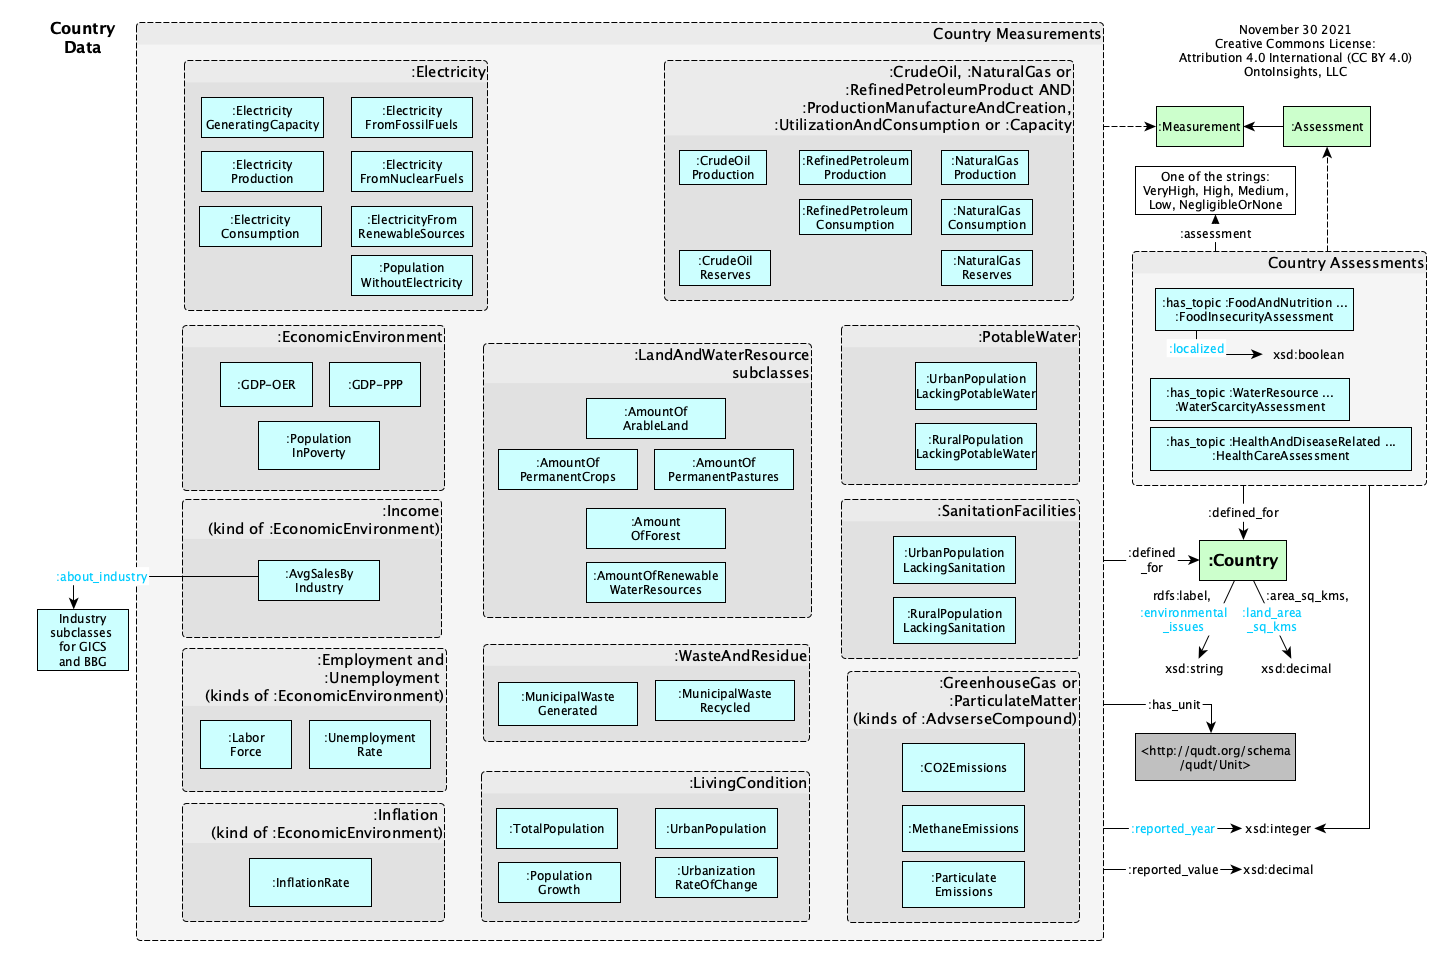 Country
Data
Country Measurements
November 30 2021
Creative Commons License:
Attribution 4.0 International (CC BY 4.0)
OntoInsights, LLC
:Electricity
:Electricity
GeneratingCapacity
:Electricity
FromFossilFuels
:Electricity
Production
:Electricity
FromNuclearFuels
:Electricity
Consumption
:ElectricityFrom
RenewableSources
:Population
WithoutElectricity
:CrudeOil, :NaturalGas or
:RefinedPetroleumProduct AND
:ProductionManufactureAndCreation,
:UtilizationAndConsumption or :Capacity
:CrudeOil
Production
:RefinedPetroleum
Production
:NaturalGas
Production
:RefinedPetroleum
Consumption
:NaturalGas
Consumption
:CrudeOil
Reserves
:NaturalGas
Reserves
:Measurement
:Assessment
One of the strings:
VeryHigh, High, Medium,
Low, NegligibleOrNone
:assessment
Country Assessments
:has_topic :FoodAndNutrition ...
:FoodInsecurityAssessment
:localized
xsd:boolean
:has_topic :WaterResource ...
:WaterScarcityAssessment
:has_topic :HealthAndDiseaseRelated ...
:HealthCareAssessment
:EconomicEnvironment
:GDP-OER
:GDP-PPP
:Population
InPoverty
:LandAndWaterResource
subclasses
:AmountOf
ArableLand
:AmountOf
PermanentCrops
:AmountOf
PermanentPastures
:Amount
OfForest
:AmountOfRenewable
WaterResources
:PotableWater
:UrbanPopulation
LackingPotableWater
:RuralPopulation
LackingPotableWater
:Income
(kind of :EconomicEnvironment)
:AvgSalesBy
Industry
:about_industry
Industry
subclasses
for GICS
and BBG
:SanitationFacilities
:UrbanPopulation
LackingSanitation
:RuralPopulation
LackingSanitation
:defined_for
:defined
_for
:Country
rdfs:label,
:environmental
_issues
xsd:string
:area_sq_kms,
:land_area
_sq_kms
xsd:decimal
:Employment and
:Unemployment
(kinds of :EconomicEnvironment)
:Labor
Force
:Unemployment
Rate
:WasteAndResidue
:MunicipalWaste
Generated
:MunicipalWaste
Recycled
:GreenhouseGas or
:ParticulateMatter
(kinds of :AdvserseCompound)
:CO2Emissions
:MethaneEmissions
:Particulate
Emissions
:has_unit
<http://qudt.org/schema
/qudt/Unit>
:Inflation
(kind of :EconomicEnvironment)
:InflationRate
:LivingCondition
:TotalPopulation
:UrbanPopulation
:Population
Growth
:Urbanization
RateOfChange
:reported_year
xsd:integer
:reported_value
xsd:decimal